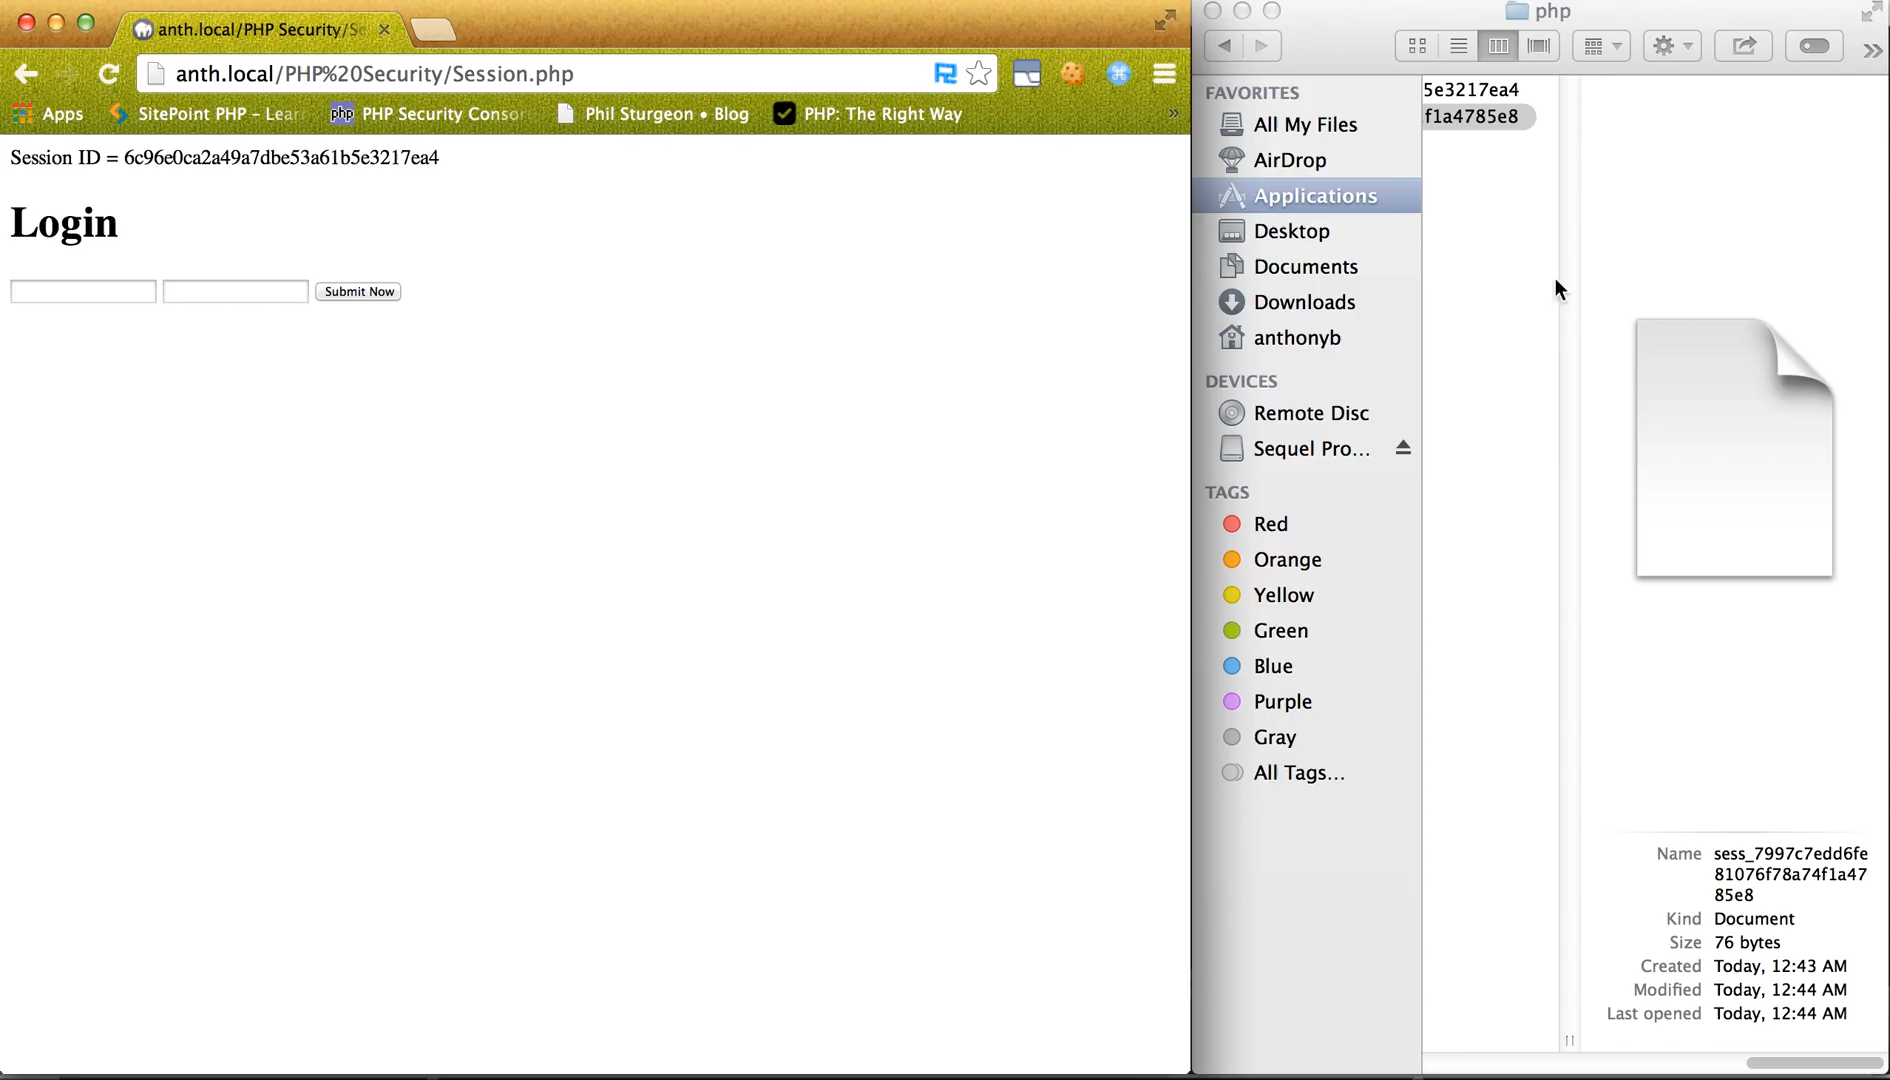 anth.local/PHP Security/Se
anth.local/PHP%20Security/Session.php
Apps
SitePoint PHP – Lear
php
PHP Security Consor
Phil Sturgeon • Blog
PHP: The Right Way
»
Session ID = 6c96e0ca2a49a7dbe53a61b5e3217ea4
Login
Submit Now
php
»
FAVORITES
All My Files
AirDrop
Applications
Desktop
Documents
Downloads
anthonyb
DEVICES
Remote Disc
Sequel Pro...
TAGS
Red
Orange
Yellow
Green
Blue
Purple
Gray
All Tags...
5e3217ea4
f1a4785e8
Name sess_7997c7edd6fe
81076f78a74f1a47
85e8
Kind Document
Size 76 bytes
Created Today, 12:43 AM
Modified Today, 12:44 AM
Last opened Today, 12:44 AM